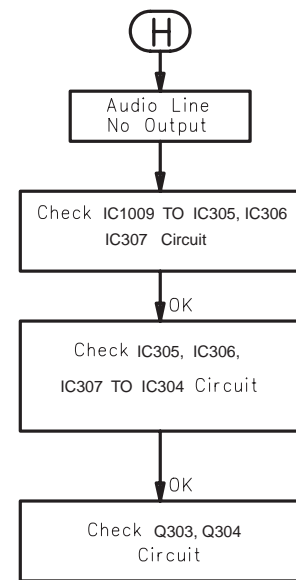 H
Audio Line
No Output
Check IC1009 TO IC305, IC306
IC307 Circuit
OK
Check IC305, IC306,
IC307 TO IC304 Circuit
OK
Check Q303, Q304
Circuit